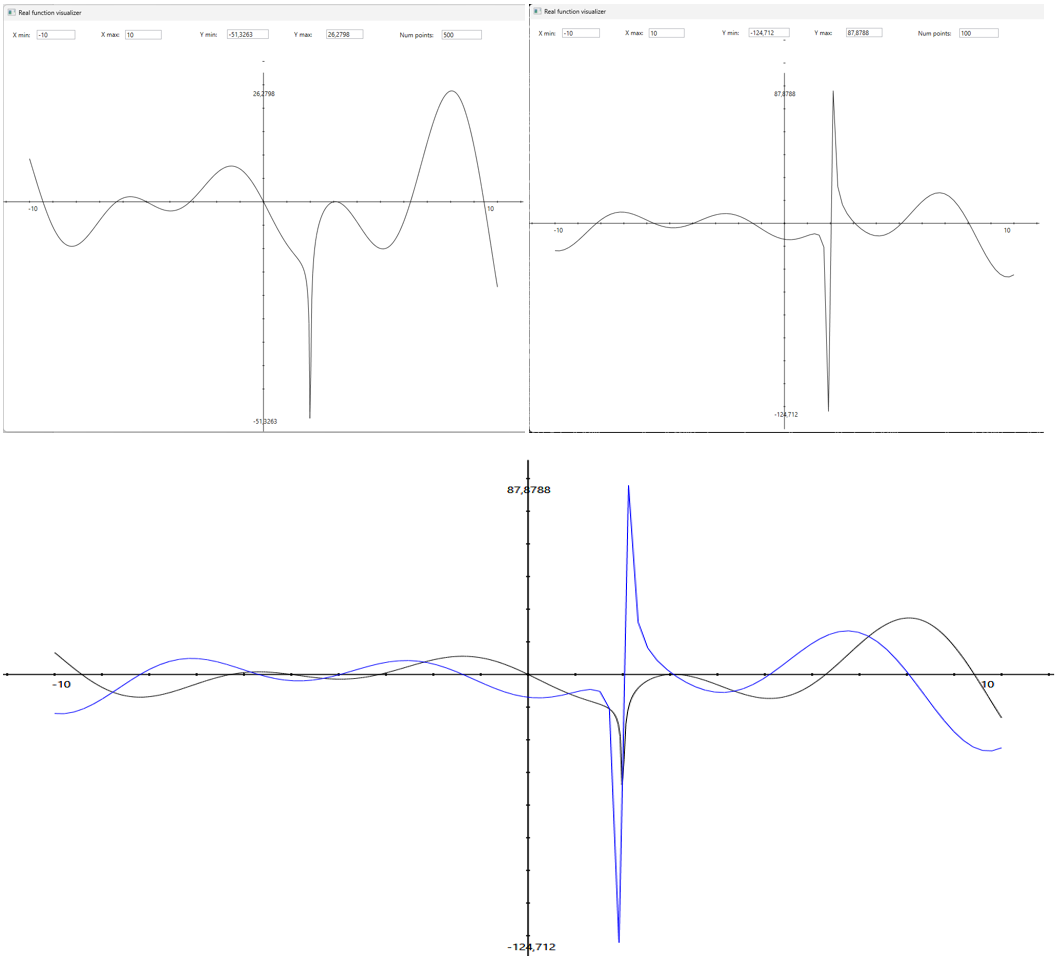 Real function visualizer
X min: -10 X max: 10 Y min: -51,3263 Y max: 26,2798 Num points: 500
26,2798
-10 10
-51,3263
Real function visualizer
X min: -10 X max: 10 Y min: -124,712 Y max: 87,8788 Num points: 100
87,8788
-10 10
-124,712
87,8788
-10 10
-124,712